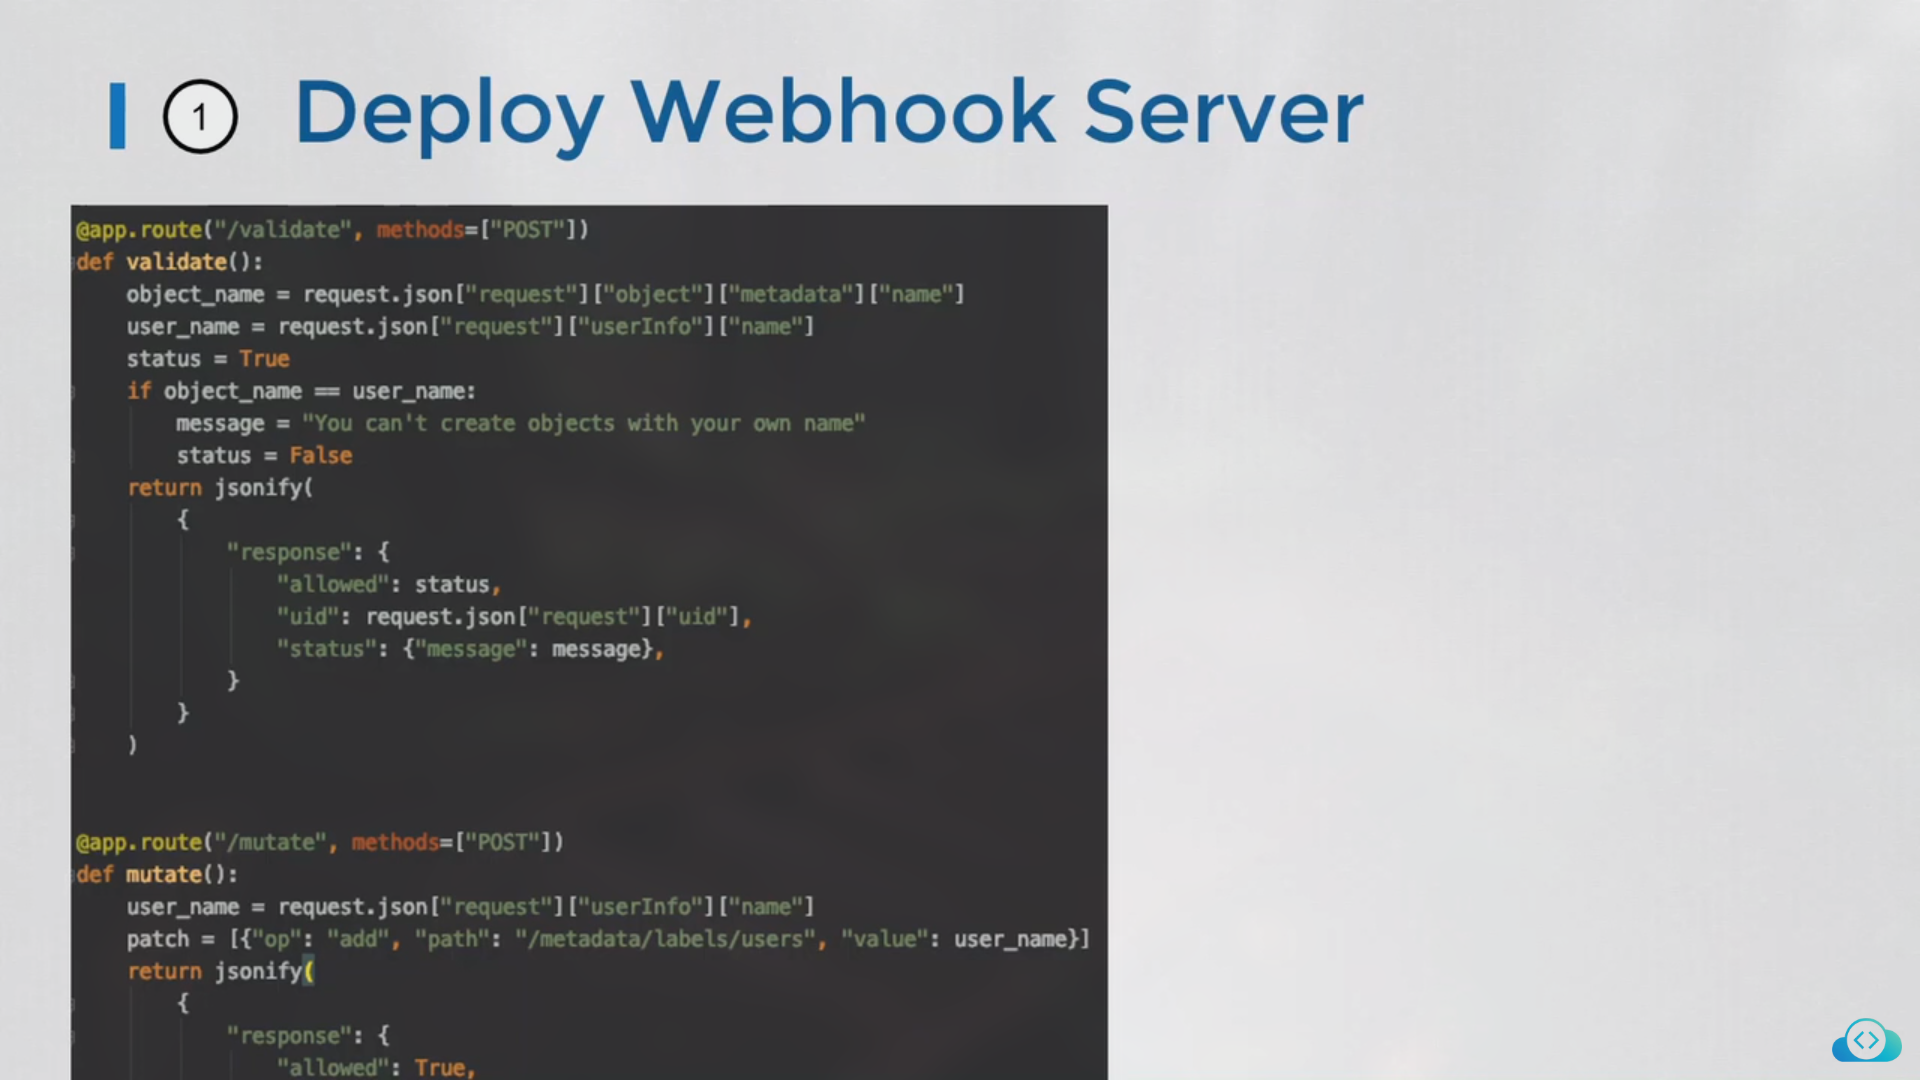 1 Deploy Webhook Server
@app.route("/validate", methods=["POST"])
def validate():
    object_name = request.json["request"]["object"]["metadata"]["name"]
    user_name = request.json["request"]["userInfo"]["name"]
    status = True
    if object_name == user_name:
        message = "You can't create objects with your own name"
        status = False
    return jsonify(
        {
            "response": {
                "allowed": status,
                "uid": request.json["request"]["uid"],
                "status": {"message": message},
            }
        }
    )
@app.route("/mutate", methods=["POST"])
def mutate():
    user_name = request.json["request"]["userInfo"]["name"]
    patch = [{"op": "add", "path": "/metadata/labels/users", "value": user_name}]
    return jsonify(
        {
            "response": {
                "allowed": True,